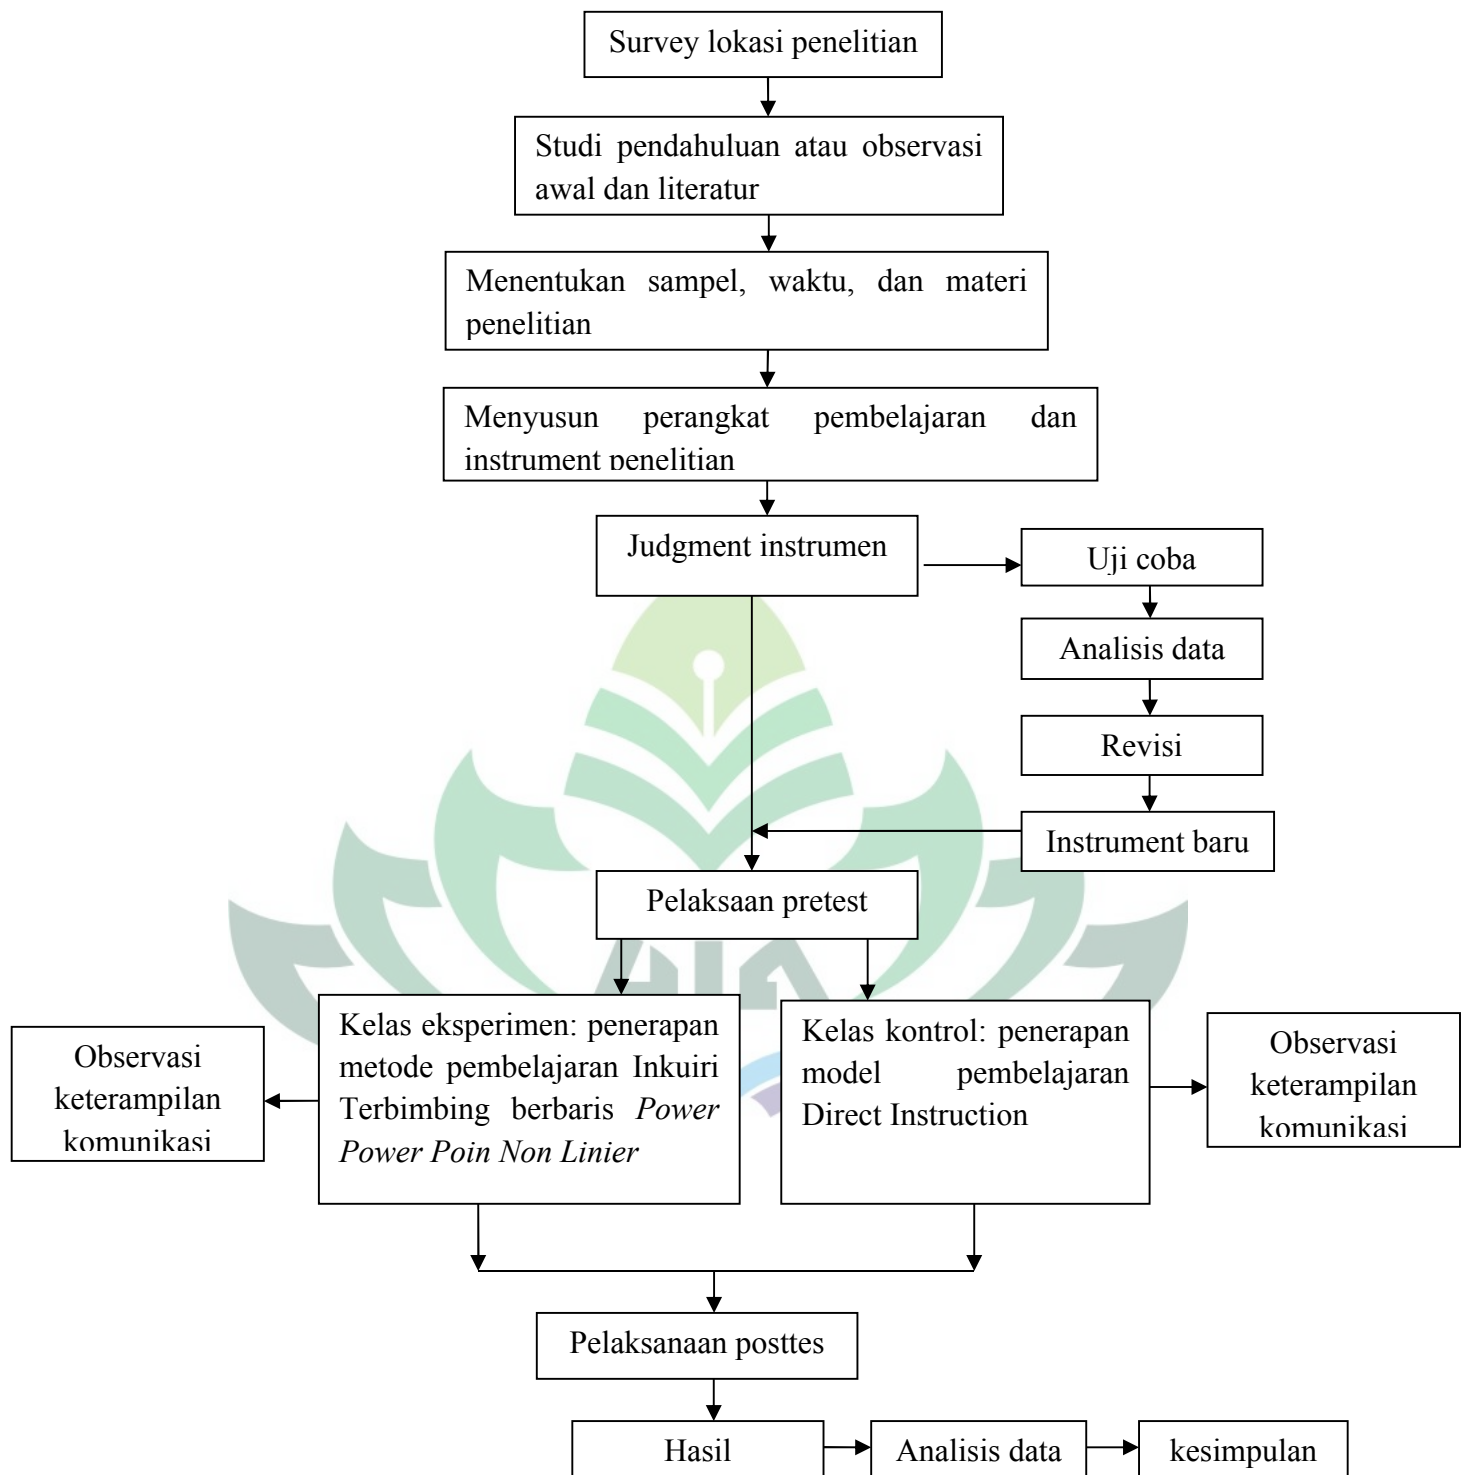 Survey lokasi penelitian
Studi pendahuluan atau observasi
awal dan literatur
Menentukan sampel, waktu, dan materi
penelitian
Menyusun perangkat pembelajaran dan
instrument penelitian
Judgment instrumen
Uji coba
Analisis data
Revisi
Instrument baru
Pelaksaan pretest
Observasi
keterampilan
komunikasi
Kelas eksperimen: penerapan
metode pembelajaran Inkuiri
Terbimbing berbaris Power
Power Poin Non Linier
Kelas kontrol: penerapan
model pembelajaran
Direct Instruction
Observasi
keterampilan
komunikasi
Pelaksanaan posttes
Hasil
Analisis data
kesimpulan